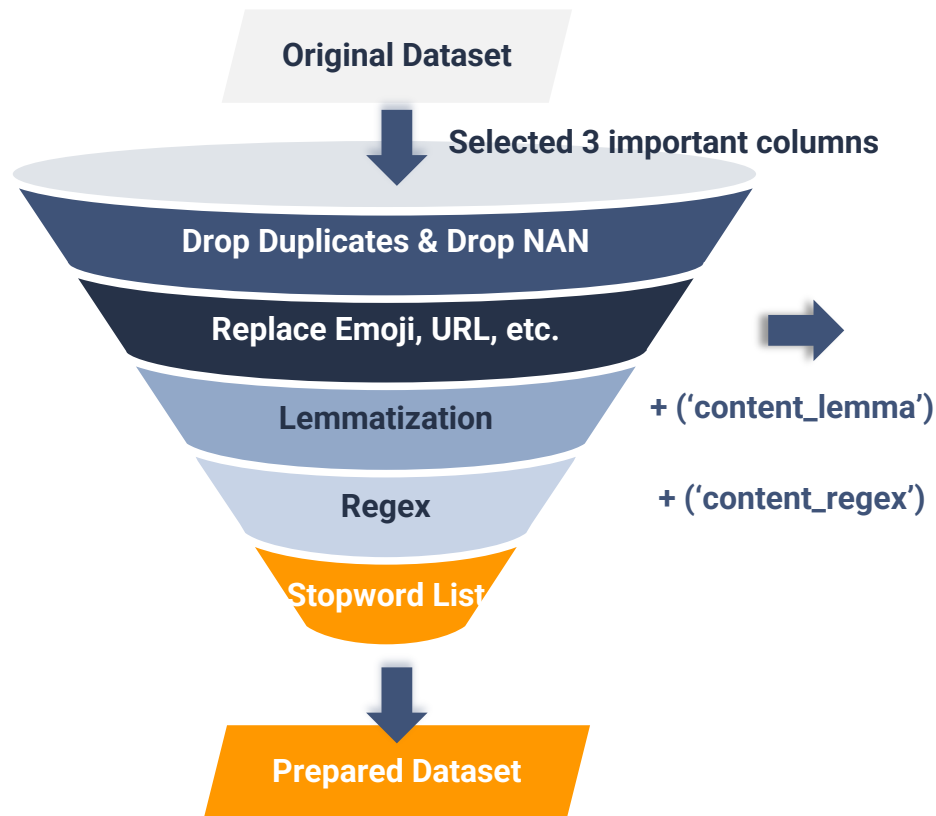 Original Dataset
Selected 3 important columns
Drop Duplicates & Drop NAN
Replace Emoji, URL, etc.
Lemmatization
+ (‘content_lemma’)
Regex
+ (‘content_regex’)
Stopword List
Prepared Dataset